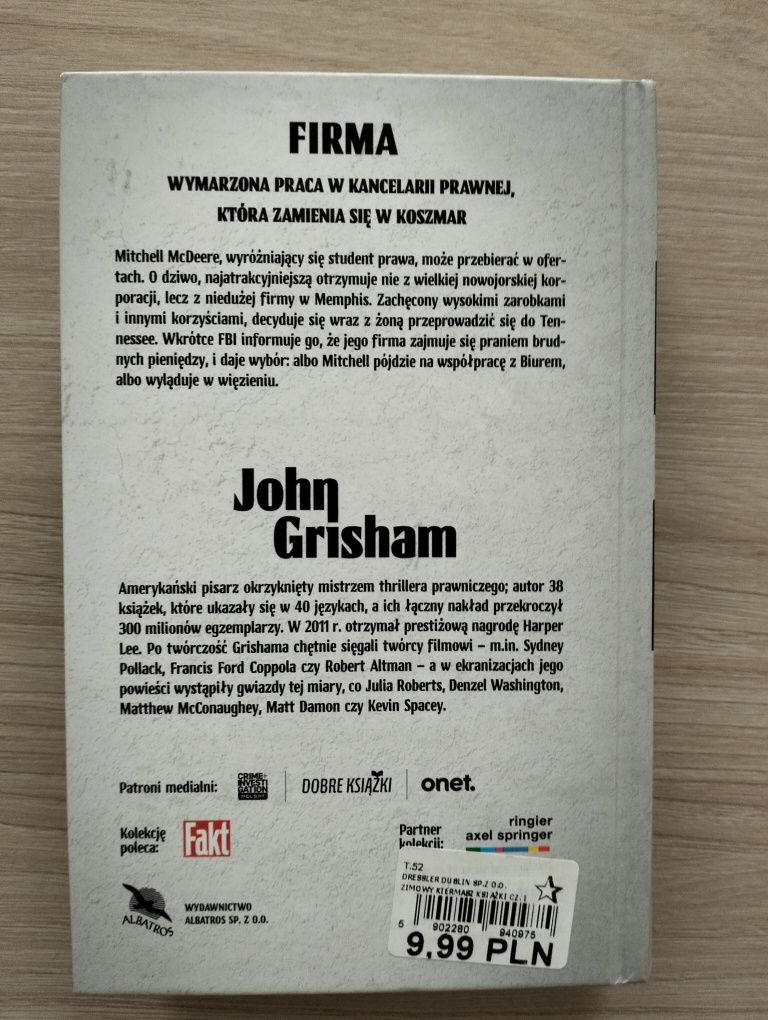 FIRMA
WYMARZONA PRACA W KANCELARII PRAWNEJ,
KTÓRA ZAMIENIA SIĘ W KOSZMAR
Mitchell McDeere, wyróżniający się student prawa, może przebierać w ofer-
tach. O dziwo, najatrakcyjniejszą otrzymuje nie z wielkiej nowojorskiej kor-
poracji, lecz z niedużej firmy w Memphis. Zachęcony wysokimi zarobkami
i innymi korzyściami, decyduje się wraz z żoną przeprowadzić się do Ten-
nessee. Wkrótce FBI informuje go, że jego firma zajmuje się praniem brud-
nych pieniędzy, i daje wybór: albo Mitchell pójdzie na współpracę z Biurem,
albo wyląduje w więzieniu.
John
Grisham
Amerykański pisarz okrzyknięty mistrzem thrillera prawniczego; autor 38
książek, które ukazały się w 40 językach, a ich łączny nakład przekroczył
300 milionów egzemplarzy. W 2011 r. otrzymał prestiżową nagrodę Harper
Lee. Po twórczość Grishama chętnie sięgali twórcy filmowi – m.in. Sydney
Pollack, Francis Ford Coppola czy Robert Altman – a w ekranizacjach jego
powieści wystąpiły gwiazdy tej miary, co Julia Roberts, Denzel Washington,
Matthew McConaughey, Matt Damon czy Kevin Spacey.
Patroni medialni:
CRIME+
INVESTI
GATION
POLSAT
DOBRE KSIĄŻKI
onet.
Kolekcję
poleca:
Fakt
Partner
kolekcji:
ringier
axel springer
WYDAWNICTWO
ALBATROS SP. Z O.O.
ALBATROS
T.52
DRESSLER DUBLIN SP.Z O.O.
ZIMOWY KIERMASZ KSIĄŻKI CZ.1
5 902280 940975
9,99 PLN